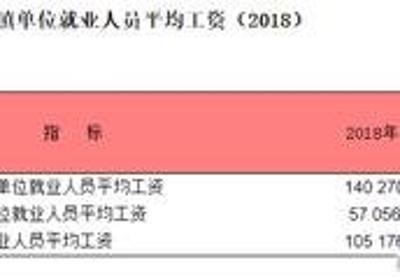 镇单位就业人员平均工资（2018）
指 标 2018年
单位就业人员平均工资 140 270
位就业人员平均工资 57 056
业人员平均工资 105 176